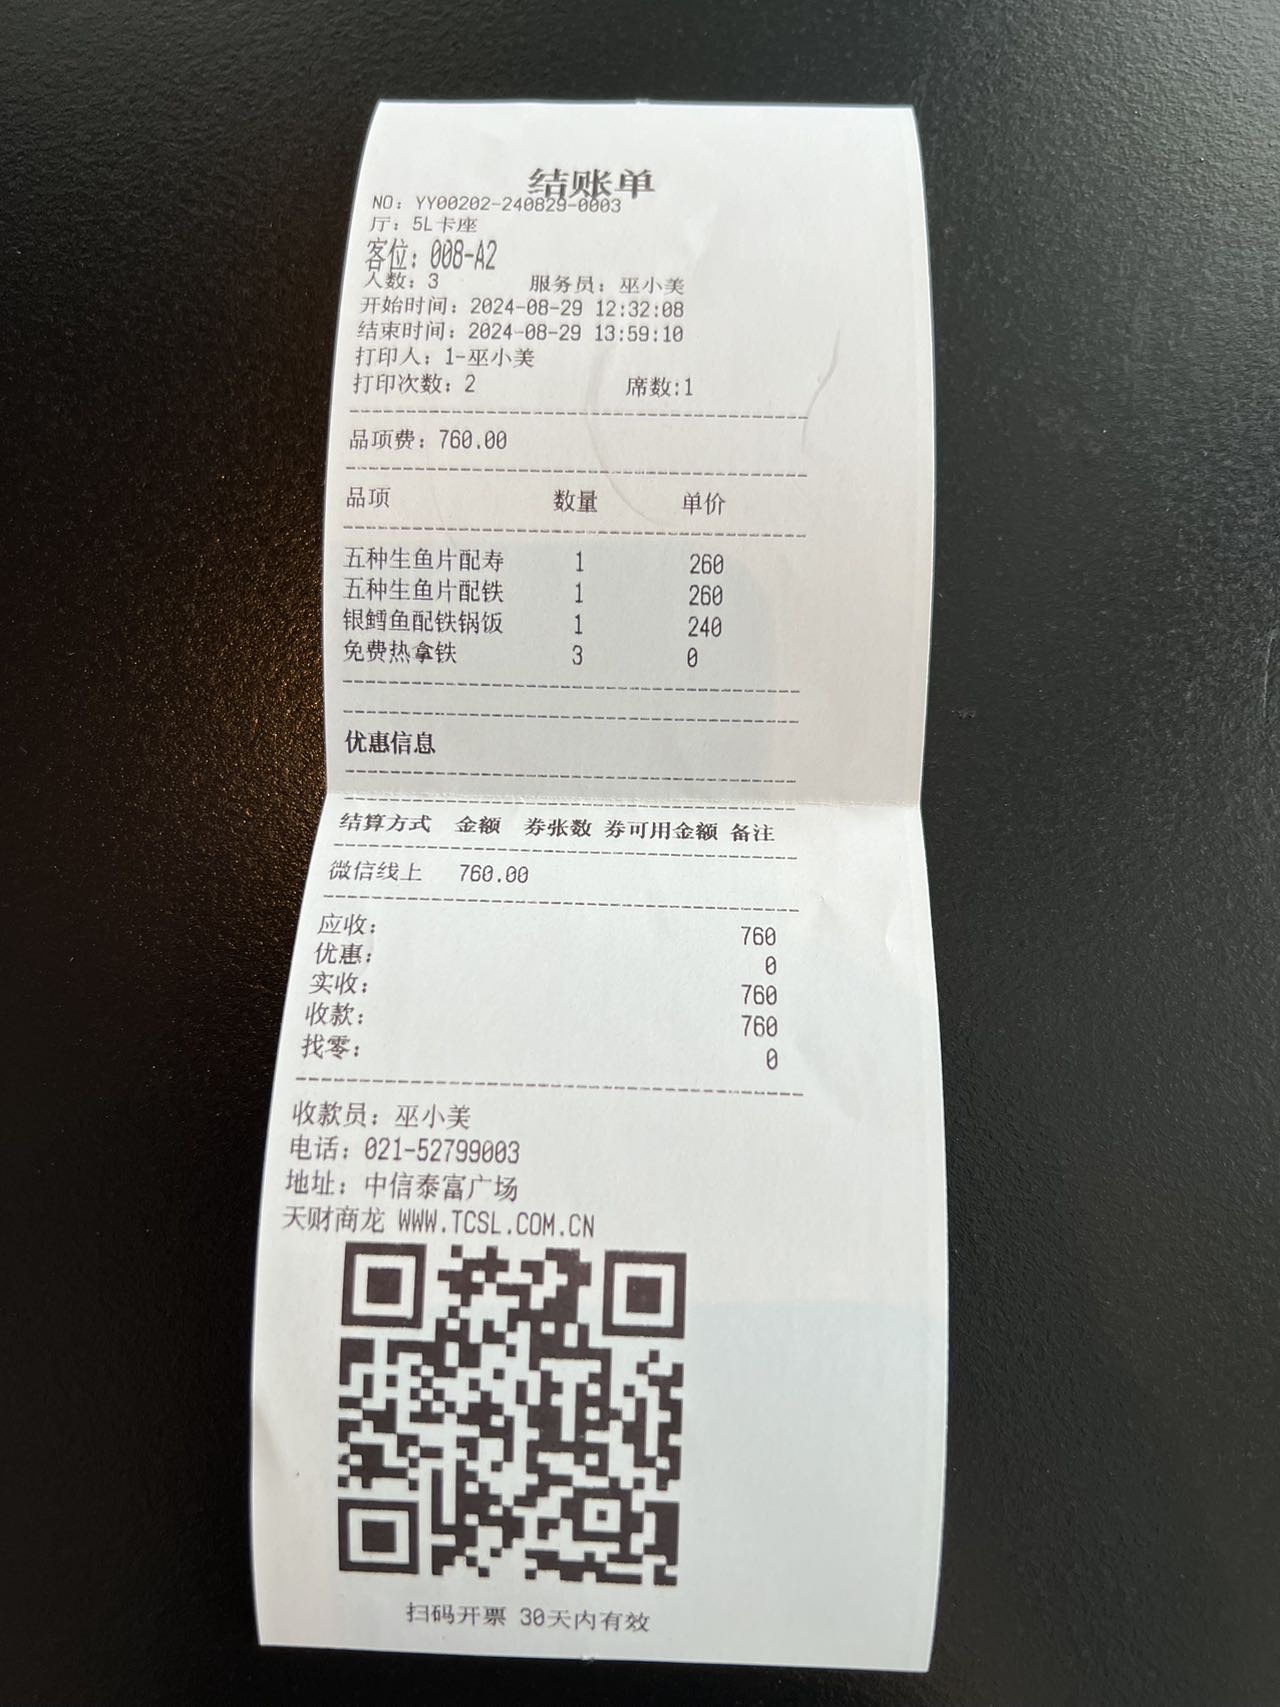 结账单
NO: YY00202-240829-0003
厅: 5L卡座
客位: 008-A2
人数: 3 服务员: 巫小美
开始时间: 2024-08-29 12:32:08
结束时间: 2024-08-29 13:59:10
打印人: 1-巫小美
打印次数: 2 席数:1
品项费: 760.00
品项 数量 单价
五种生鱼片配寿 1 260
五种生鱼片配铁 1 260
银鳕鱼配铁锅饭 1 240
免费热拿铁 3 0
优惠信息
结算方式 金额 券张数 券可用金额 备注
微信线上 760.00
应收: 760
优惠: 0
实收: 760
收款: 760
找零: 0
收款员: 巫小美
电话: 021-52799003
地址: 中信泰富广场
天财商龙 WWW.TCSL.COM.CN
扫码开票 30天内有效